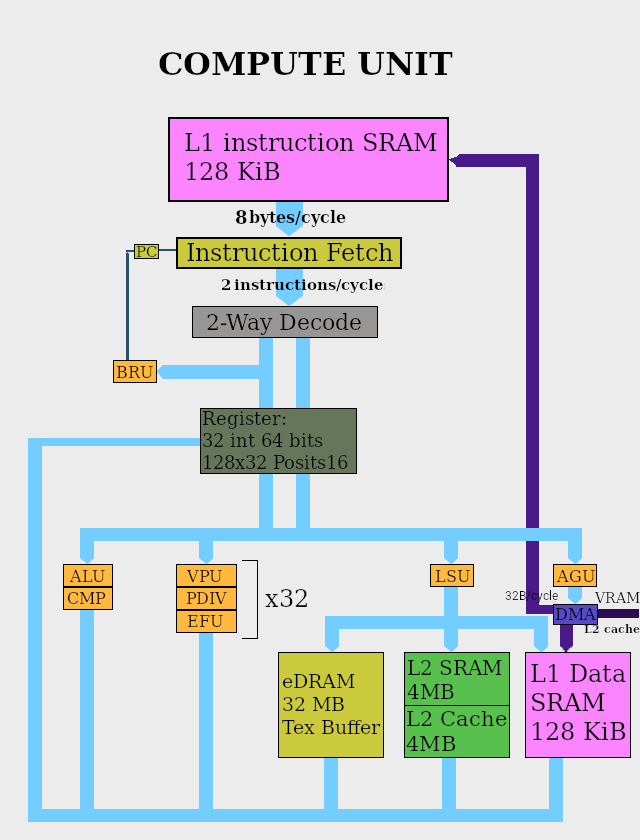 COMPUTE UNIT
L1 instruction SRAM
128 KiB
8bytes/cycle
Instruction Fetch
PC
2 instructions/cycle
2-Way Decode
BRU
Register:
32 int 64 bits
128x32 Posits16
ALU
CMP
VPU
PDIV
EFU
x32
LSU
AGU
32B/cycle
VRAM
DMA
L2 cache
eDRAM
32 MB
Tex Buffer
L2 SRAM
4MB
L2 Cache
4MB
L1 Data
SRAM
128 KiB